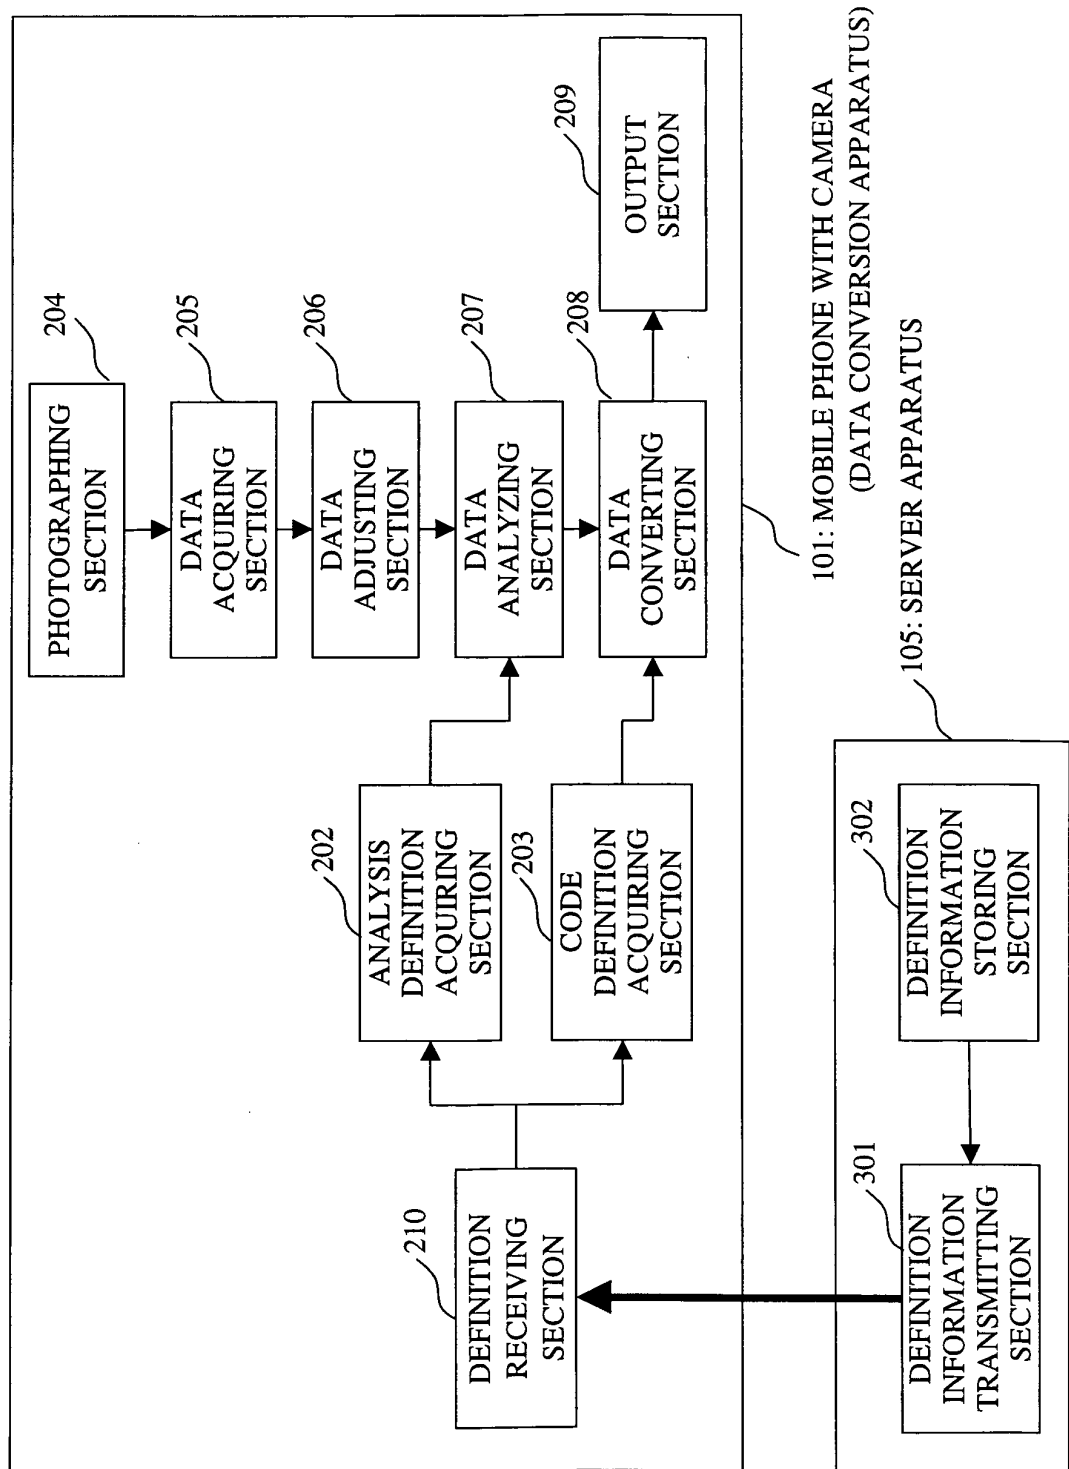 204
PHOTOGRAPHING
SECTION
205
DATA
ACQUIRING
SECTION
206
DATA
ADJUSTING
SECTION
202
ANALYSIS
DEFINITION
ACQUIRING
SECTION
207
DATA
ANALYZING
SECTION
210
DEFINITION
RECEIVING
SECTION
203
CODE
DEFINITION
ACQUIRING
SECTION
208
DATA
CONVERTING
SECTION
209
OUTPUT
SECTION
101: MOBILE PHONE WITH CAMERA
(DATA CONVERSION APPARATUS)
105: SERVER APPARATUS
301
DEFINITION
INFORMATION
TRANSMITTING
SECTION
302
DEFINITION
INFORMATION
STORING
SECTION